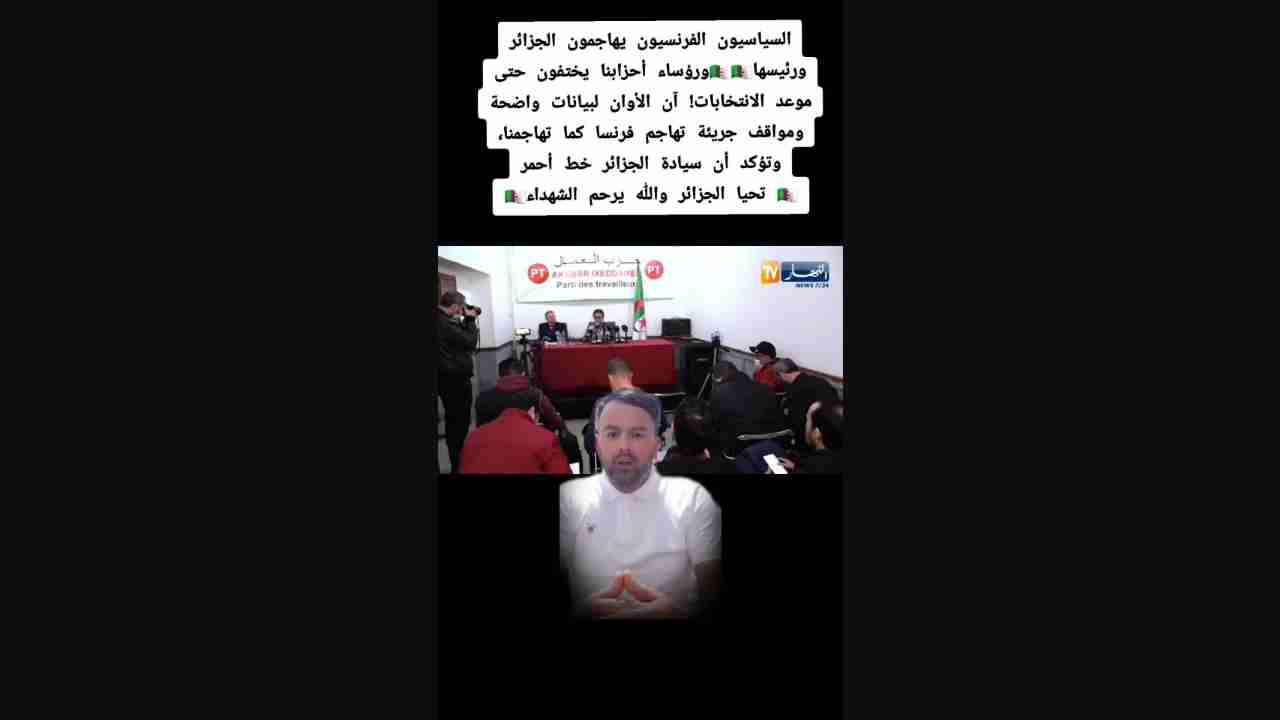 السياسيون الفرنسيون يهاجمون الجزائر
ورئيسها🇩🇿🇩🇿ورؤساء أحزابنا يختفون حتى
موعد الانتخابات! آن الأوان لبيانات واضحة
ومواقف جريئة تهاجم فرنسا كما تهاجمنا،
وتؤكد أن سيادة الجزائر خط أحمر
🇩🇿 تحيا الجزائر والله يرحم الشهداء🇩🇿
حزب العمال
PT
PT
Parti des travailleurs
النهار TV
NEWS 7/24